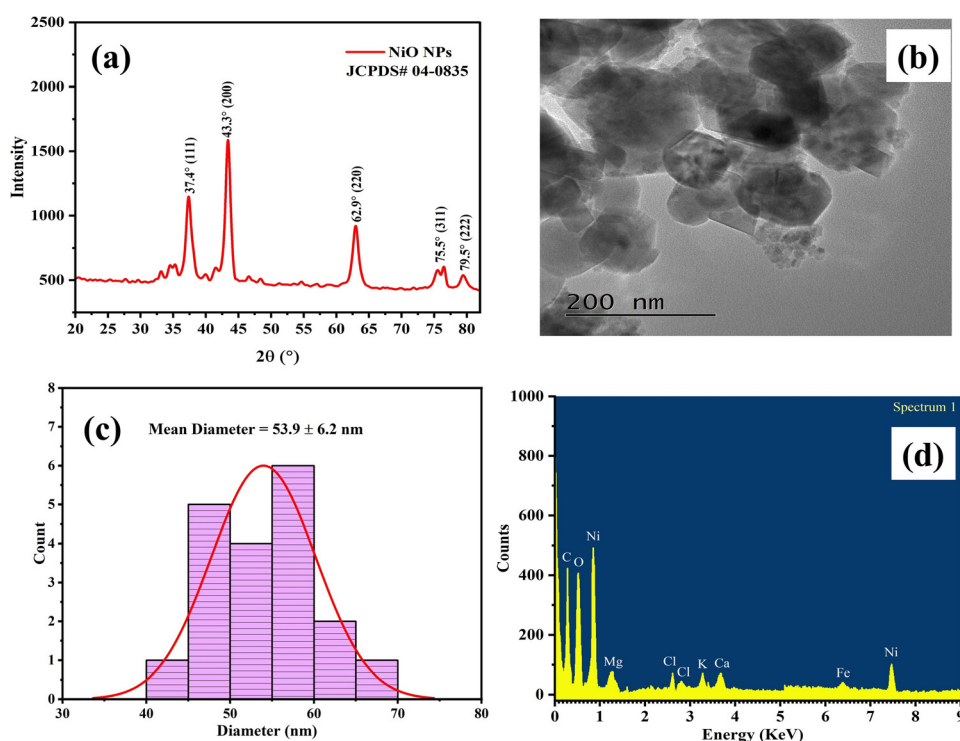 (a)
NiO NPs
JCPDS# 04-0835
37.4° (111)
43.3° (200)
62.9° (220)
75.5° (311)
79.5° (222)
Intensity
2500
2000
1500
1000
500
20 25 30 35 40 45 50 55 60 65 70 75 80
2θ (°)
(b)
200 nm
(c)
Mean Diameter = 53.9 ± 6.2 nm
Count
8
7
6
5
4
3
2
1
0
30 40 50 60 70 80
Diameter (nm)
Spectrum 1
(d)
Counts
1000
800
600
400
200
0
C O Ni
Mg Cl Cl K Ca Fe Ni
0 1 2 3 4 5 6 7 8 9
Energy (KeV)